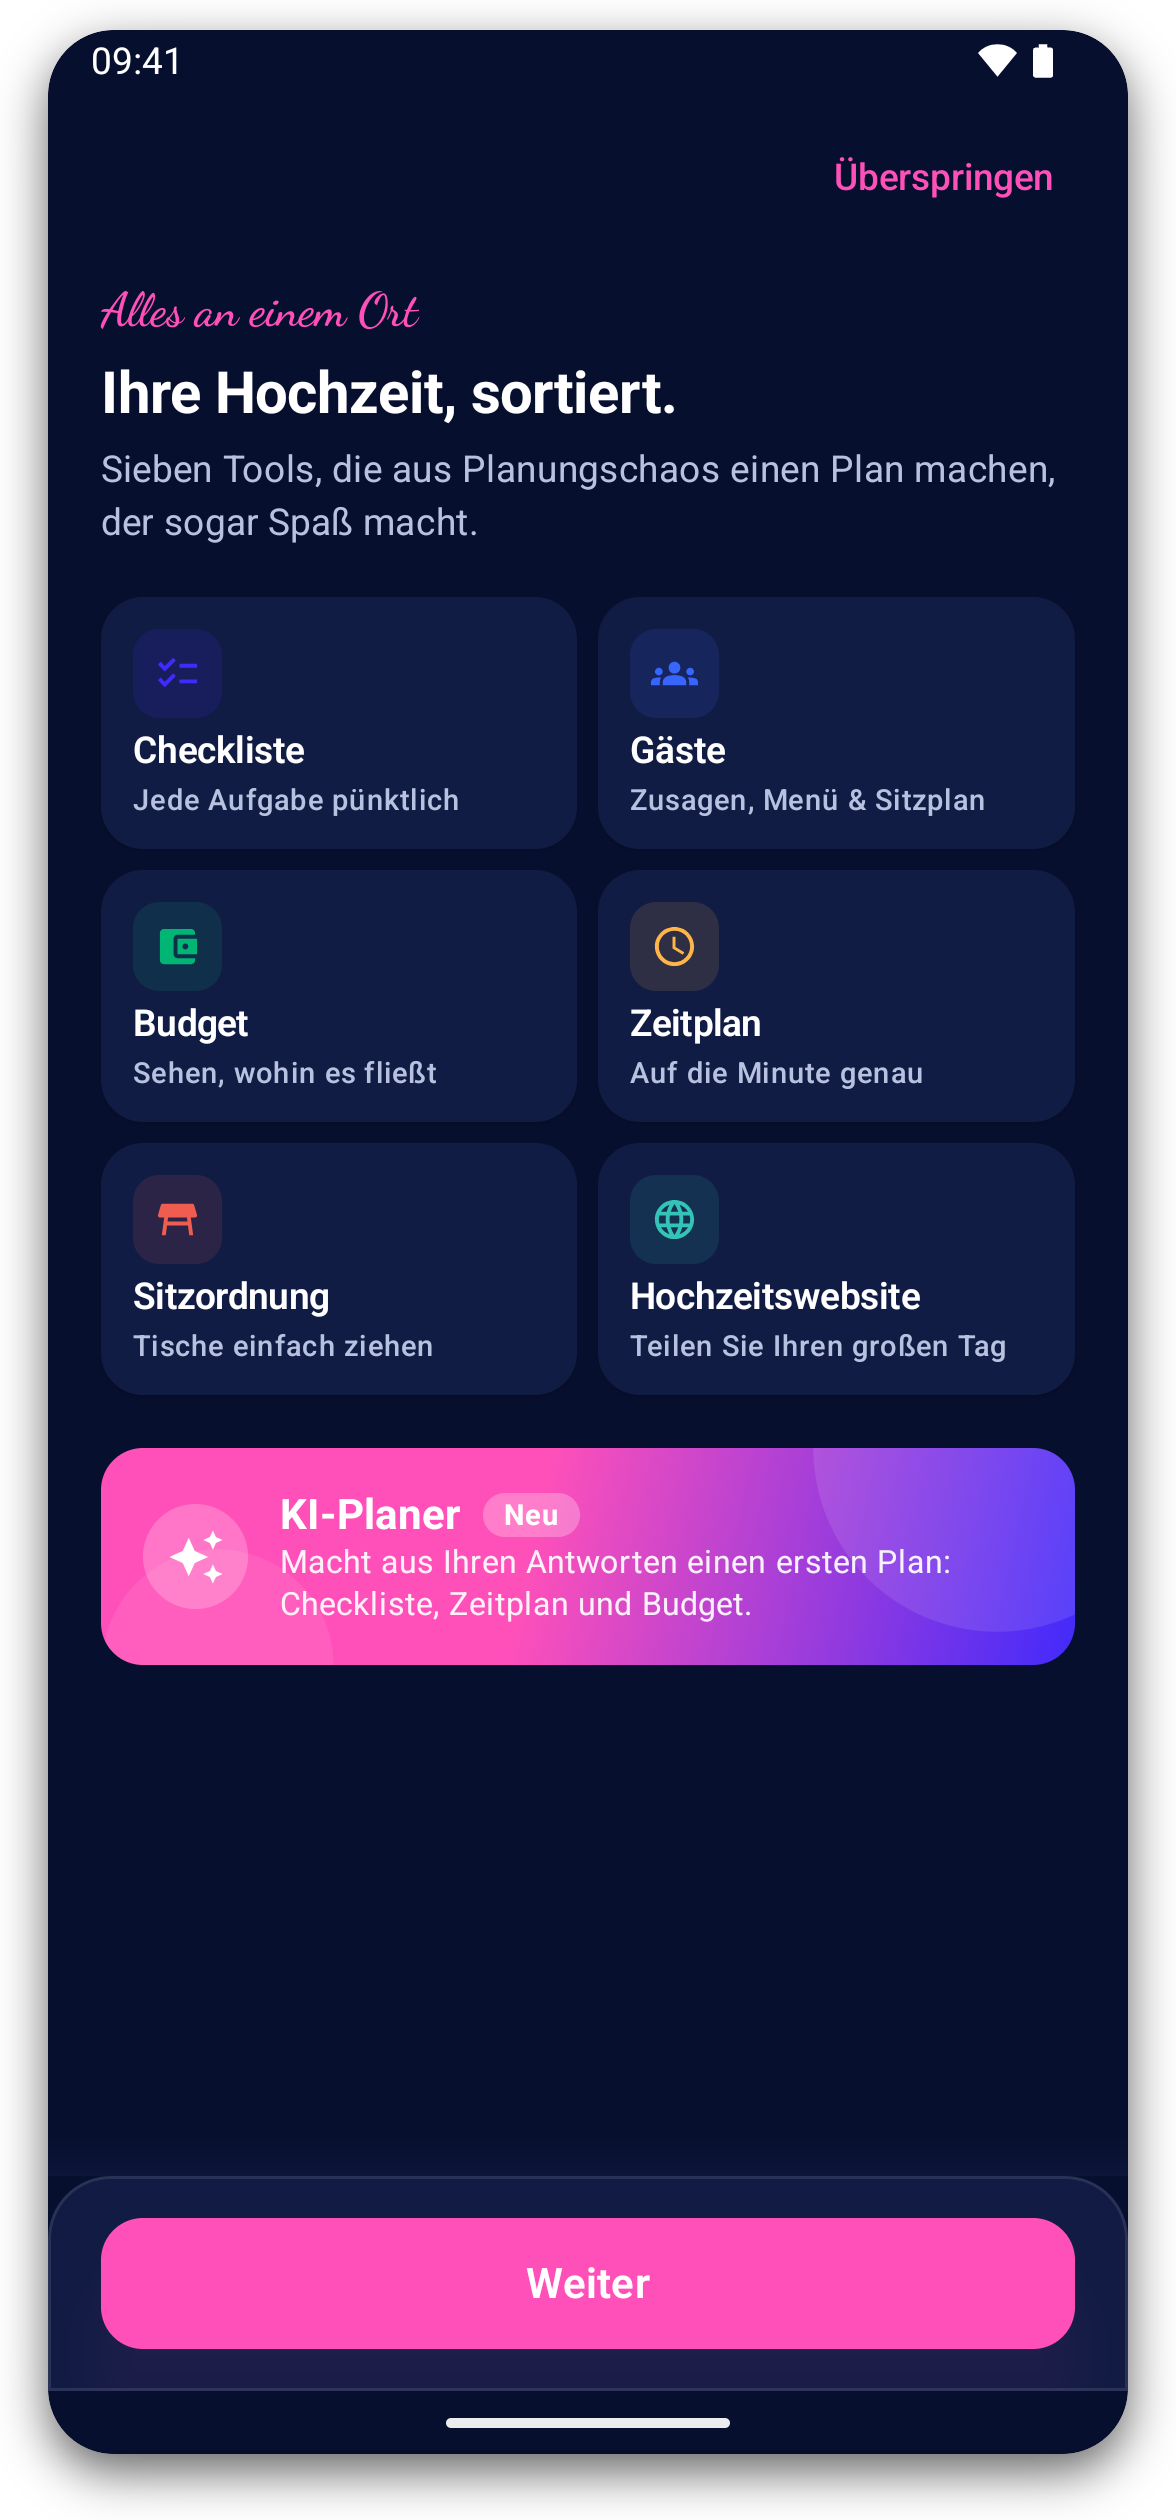 09:41
Überspringen
Alles an einem Ort
Ihre Hochzeit, sortiert.
Sieben Tools, die aus Planungschaos einen Plan machen,
der sogar Spaß macht.
Checkliste
Jede Aufgabe pünktlich
Gäste
Zusagen, Menü & Sitzplan
Budget
Sehen, wohin es fließt
Zeitplan
Auf die Minute genau
Sitzordnung
Tische einfach ziehen
Hochzeitswebsite
Teilen Sie Ihren großen Tag
KI-Planer Neu
Macht aus Ihren Antworten einen ersten Plan:
Checkliste, Zeitplan und Budget.
Weiter